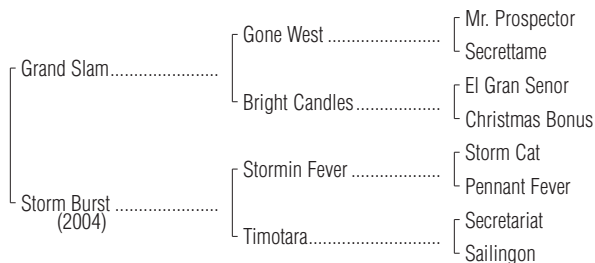 Grand Slam......................
Gone West .......................
Mr. Prospector
Secrettame
Bright Candles.................
El Gran Senor
Christmas Bonus
Storm Burst .....................
(2004)
Stormin Fever ..................
Storm Cat
Pennant Fever
Timotara...........................
Secretariat
Sailingon